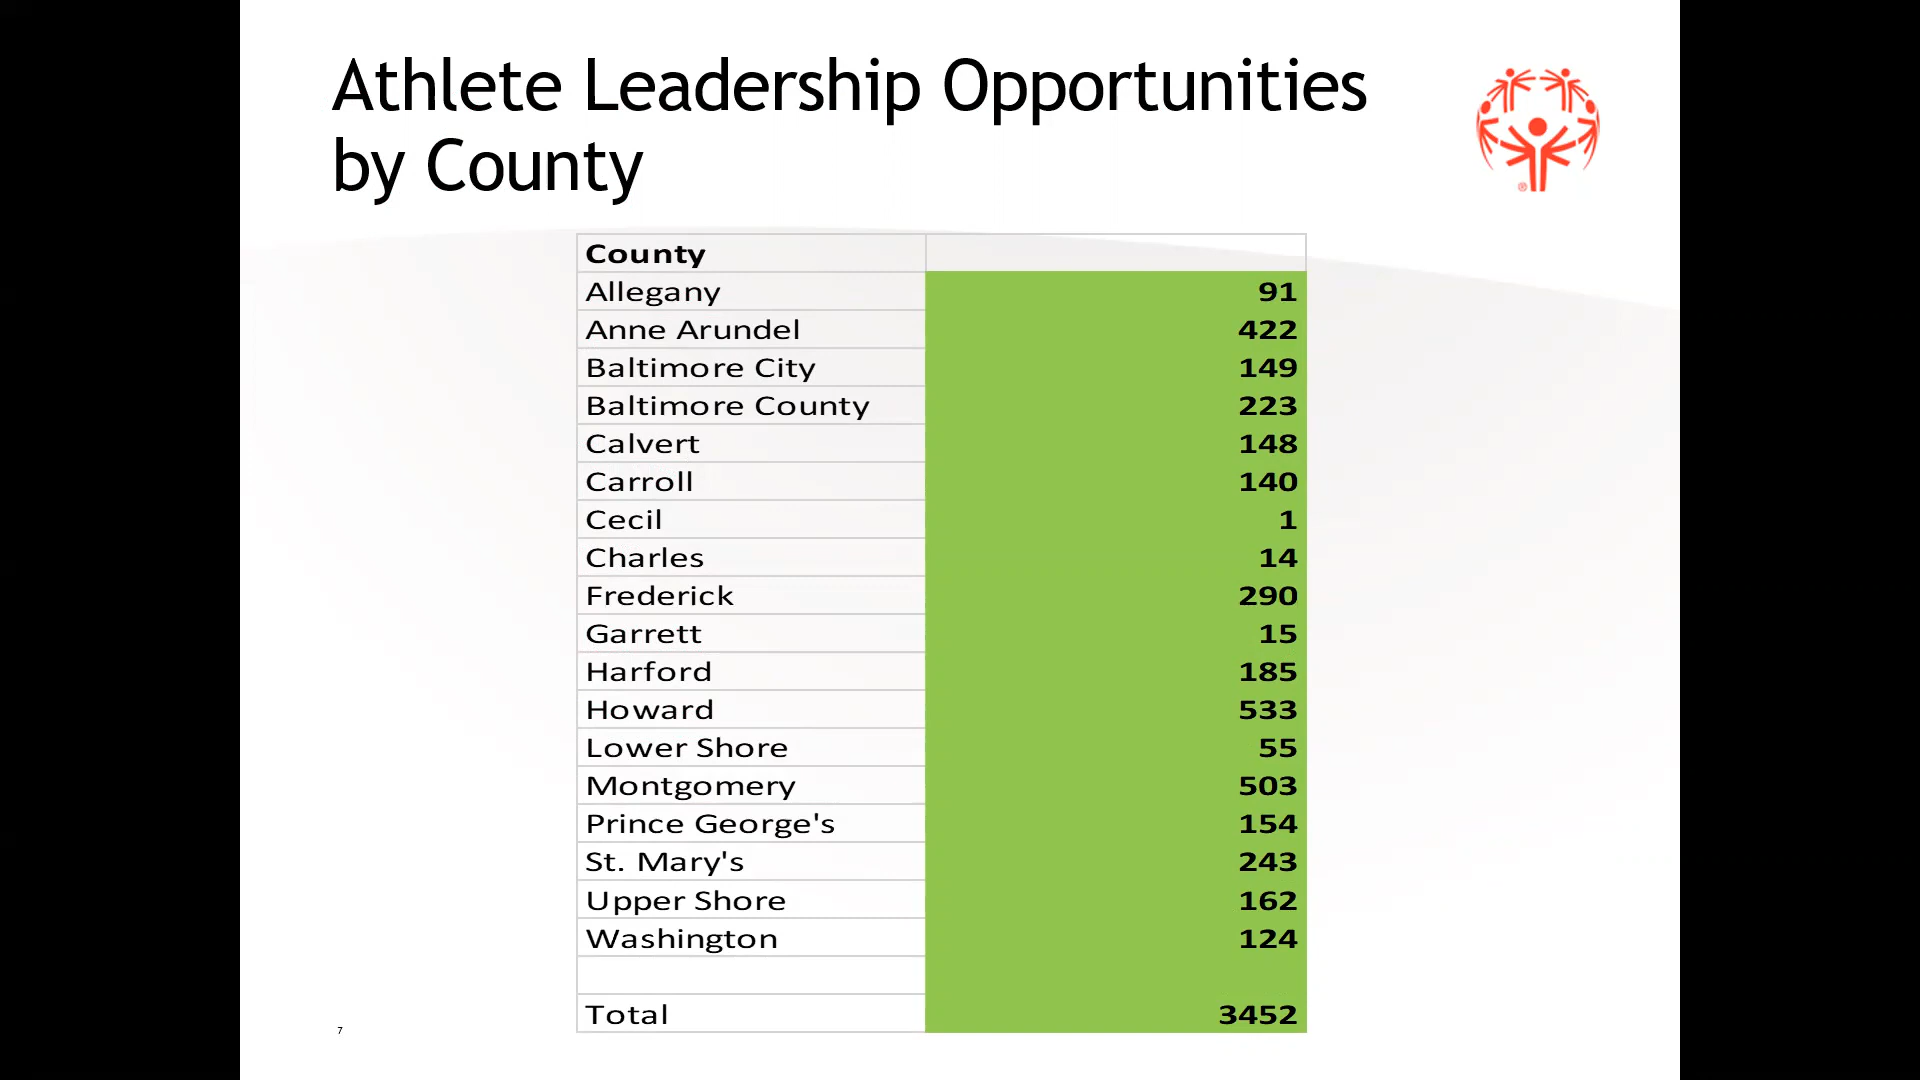 Athlete Leadership Opportunities
by County
®
County
Allegany 91
Anne Arundel 422
Baltimore City 149
Baltimore County 223
Calvert 148
Carroll 140
Cecil 1
Charles 14
Frederick 290
Garrett 15
Harford 185
Howard 533
Lower Shore 55
Montgomery 503
Prince George's 154
St. Mary's 243
Upper Shore 162
Washington 124
Total 3452
7